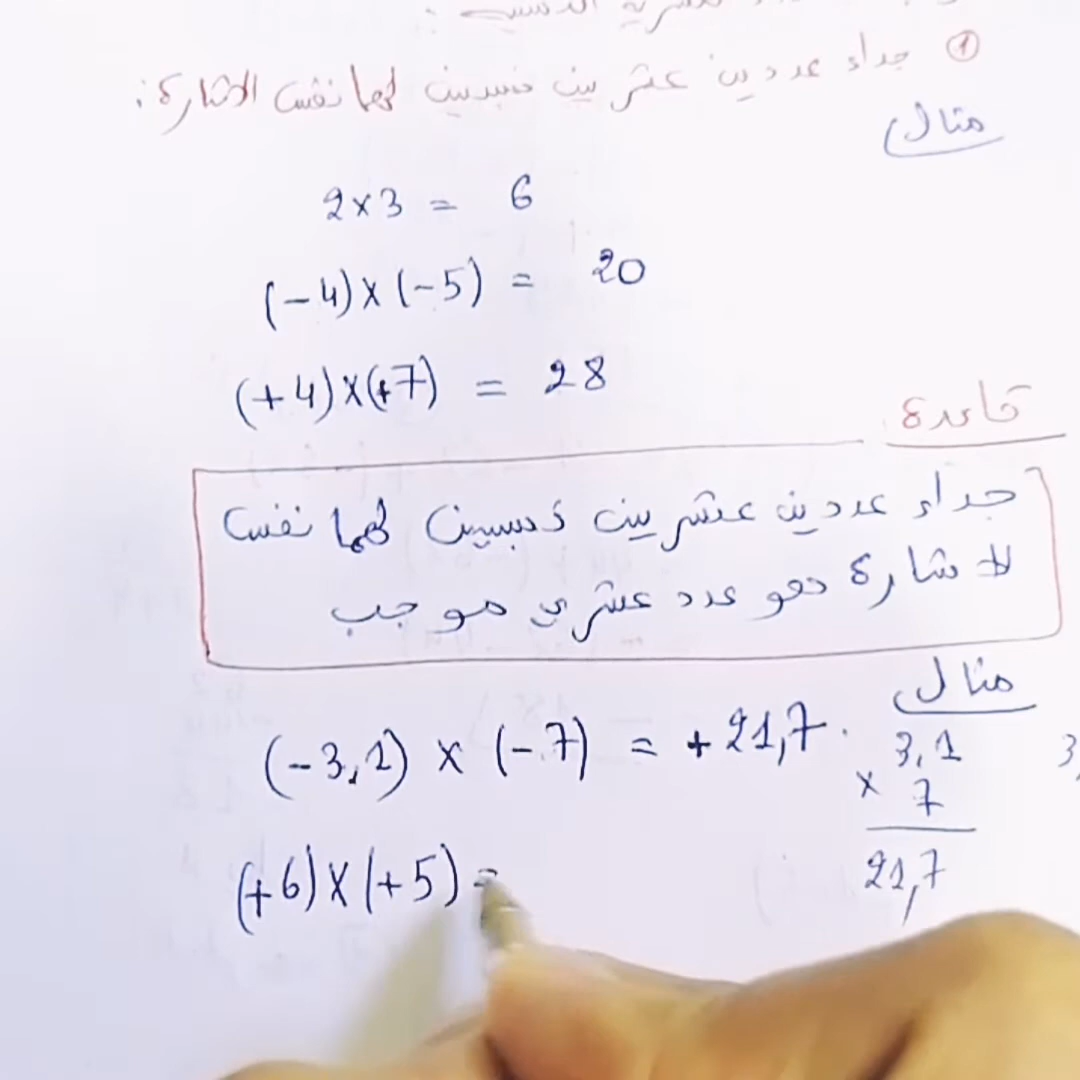 ① جداء عددين عشريين نسبيين لهما نفس الاشارة:
مثال
2×3 = 6
(-4)×(-5) = 20
(+4)×(+7) = 28
قاعدة
جداء عددين عشريين نسبيين لهما نفس
الاشارة هو عدد عشري موجب
مثال
(-3,1) × (-7) = +21,7.
3,1
× 7
21,7
(+6)×(+5) =
3,